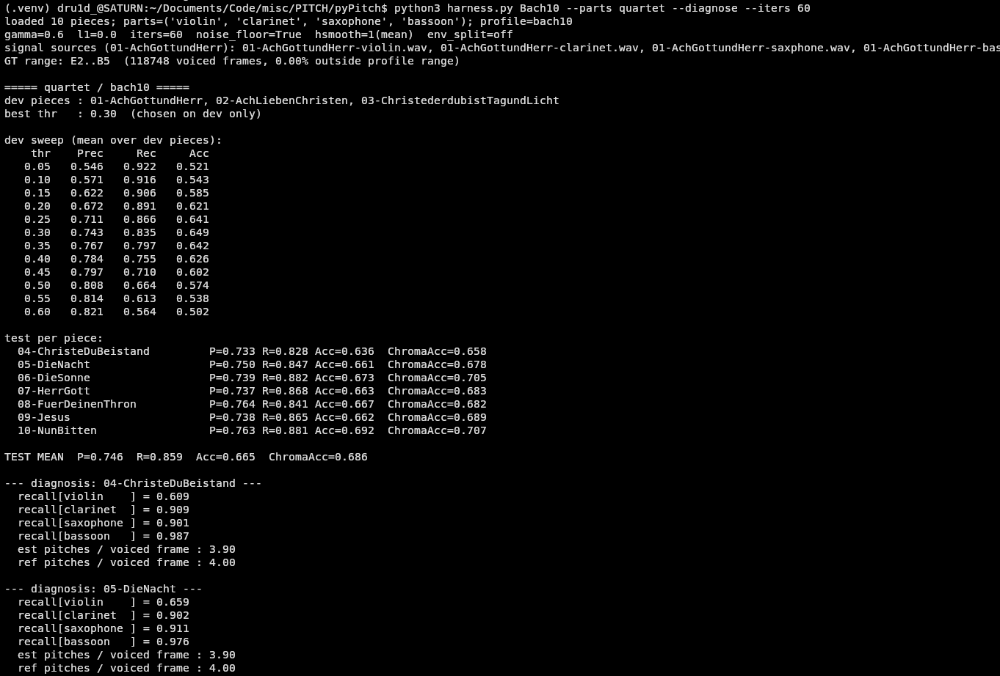 (.venv) dru1d_@SATURN:~/Documents/Code/misc/PITCH/pyPitch$ python3 harness.py Bach10 --parts quartet --diagnose --iters 60
loaded 10 pieces; parts=('violin', 'clarinet', 'saxophone', 'bassoon'); profile=bach10
gamma=0.6  l1=0.0  iters=60  noise_floor=True  hsmooth=1(mean)  env_split=off
signal sources (01-AchGottundHerr): 01-AchGottundHerr-violin.wav, 01-AchGottundHerr-clarinet.wav, 01-AchGottundHerr-saxphone.wav, 01-AchGottundHerr-bas
GT range: E2..B5  (118748 voiced frames, 0.00% outside profile range)
===== quartet / bach10 =====
dev pieces : 01-AchGottundHerr, 02-AchLiebenChristen, 03-ChristederdubistTagundLicht
best thr   : 0.30  (chosen on dev only)
dev sweep (mean over dev pieces):
    thr    Prec     Rec     Acc
   0.05   0.546   0.922   0.521
   0.10   0.571   0.916   0.543
   0.15   0.622   0.906   0.585
   0.20   0.672   0.891   0.621
   0.25   0.711   0.866   0.641
   0.30   0.743   0.835   0.649
   0.35   0.767   0.797   0.642
   0.40   0.784   0.755   0.626
   0.45   0.797   0.710   0.602
   0.50   0.808   0.664   0.574
   0.55   0.814   0.613   0.538
   0.60   0.821   0.564   0.502
test per piece:
  04-ChristeDuBeistand         P=0.733 R=0.828 Acc=0.636  ChromaAcc=0.658
  05-DieNacht                  P=0.750 R=0.847 Acc=0.661  ChromaAcc=0.678
  06-DieSonne                  P=0.739 R=0.882 Acc=0.673  ChromaAcc=0.705
  07-HerrGott                  P=0.737 R=0.868 Acc=0.663  ChromaAcc=0.683
  08-FuerDeinenThron           P=0.764 R=0.841 Acc=0.667  ChromaAcc=0.682
  09-Jesus                     P=0.738 R=0.865 Acc=0.662  ChromaAcc=0.689
  10-NunBitten                 P=0.763 R=0.881 Acc=0.692  ChromaAcc=0.707
TEST MEAN  P=0.746  R=0.859  Acc=0.665  ChromaAcc=0.686
--- diagnosis: 04-ChristeDuBeistand ---
  recall[violin    ] = 0.609
  recall[clarinet  ] = 0.909
  recall[saxophone ] = 0.901
  recall[bassoon   ] = 0.987
  est pitches / voiced frame : 3.90
  ref pitches / voiced frame : 4.00
--- diagnosis: 05-DieNacht ---
  recall[violin    ] = 0.659
  recall[clarinet  ] = 0.902
  recall[saxophone ] = 0.911
  recall[bassoon   ] = 0.976
  est pitches / voiced frame : 3.90
  ref pitches / voiced frame : 4.00